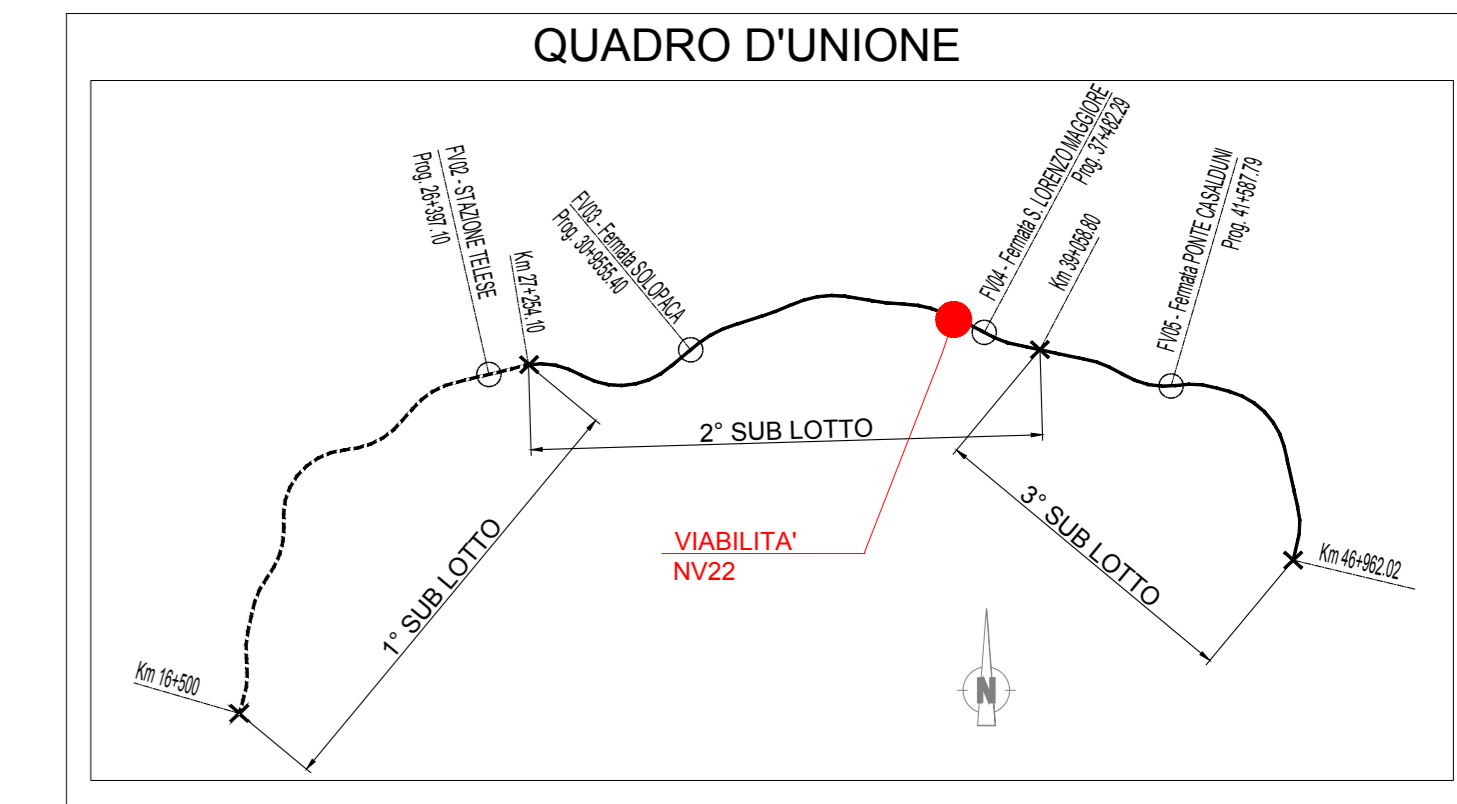 QUADRO D'UNIONE
FV02 - STAZIONE TELESE
Prog. 26+397.10
Km 27+254.10
FV03 - Fermata SOLOPACA
Prog. 30+9555.40
FV04 - Fermata S. LORENZO MAGGIORE
Prog. 37+482.29
Km 39+058.80
FV05 - Fermata PONTE CASALDUNI
Prog. 41+587.79
2° SUB LOTTO
1° SUB LOTTO
3° SUB LOTTO
VIABILITA'
NV22
Km 46+962.02
Km 16+500
N